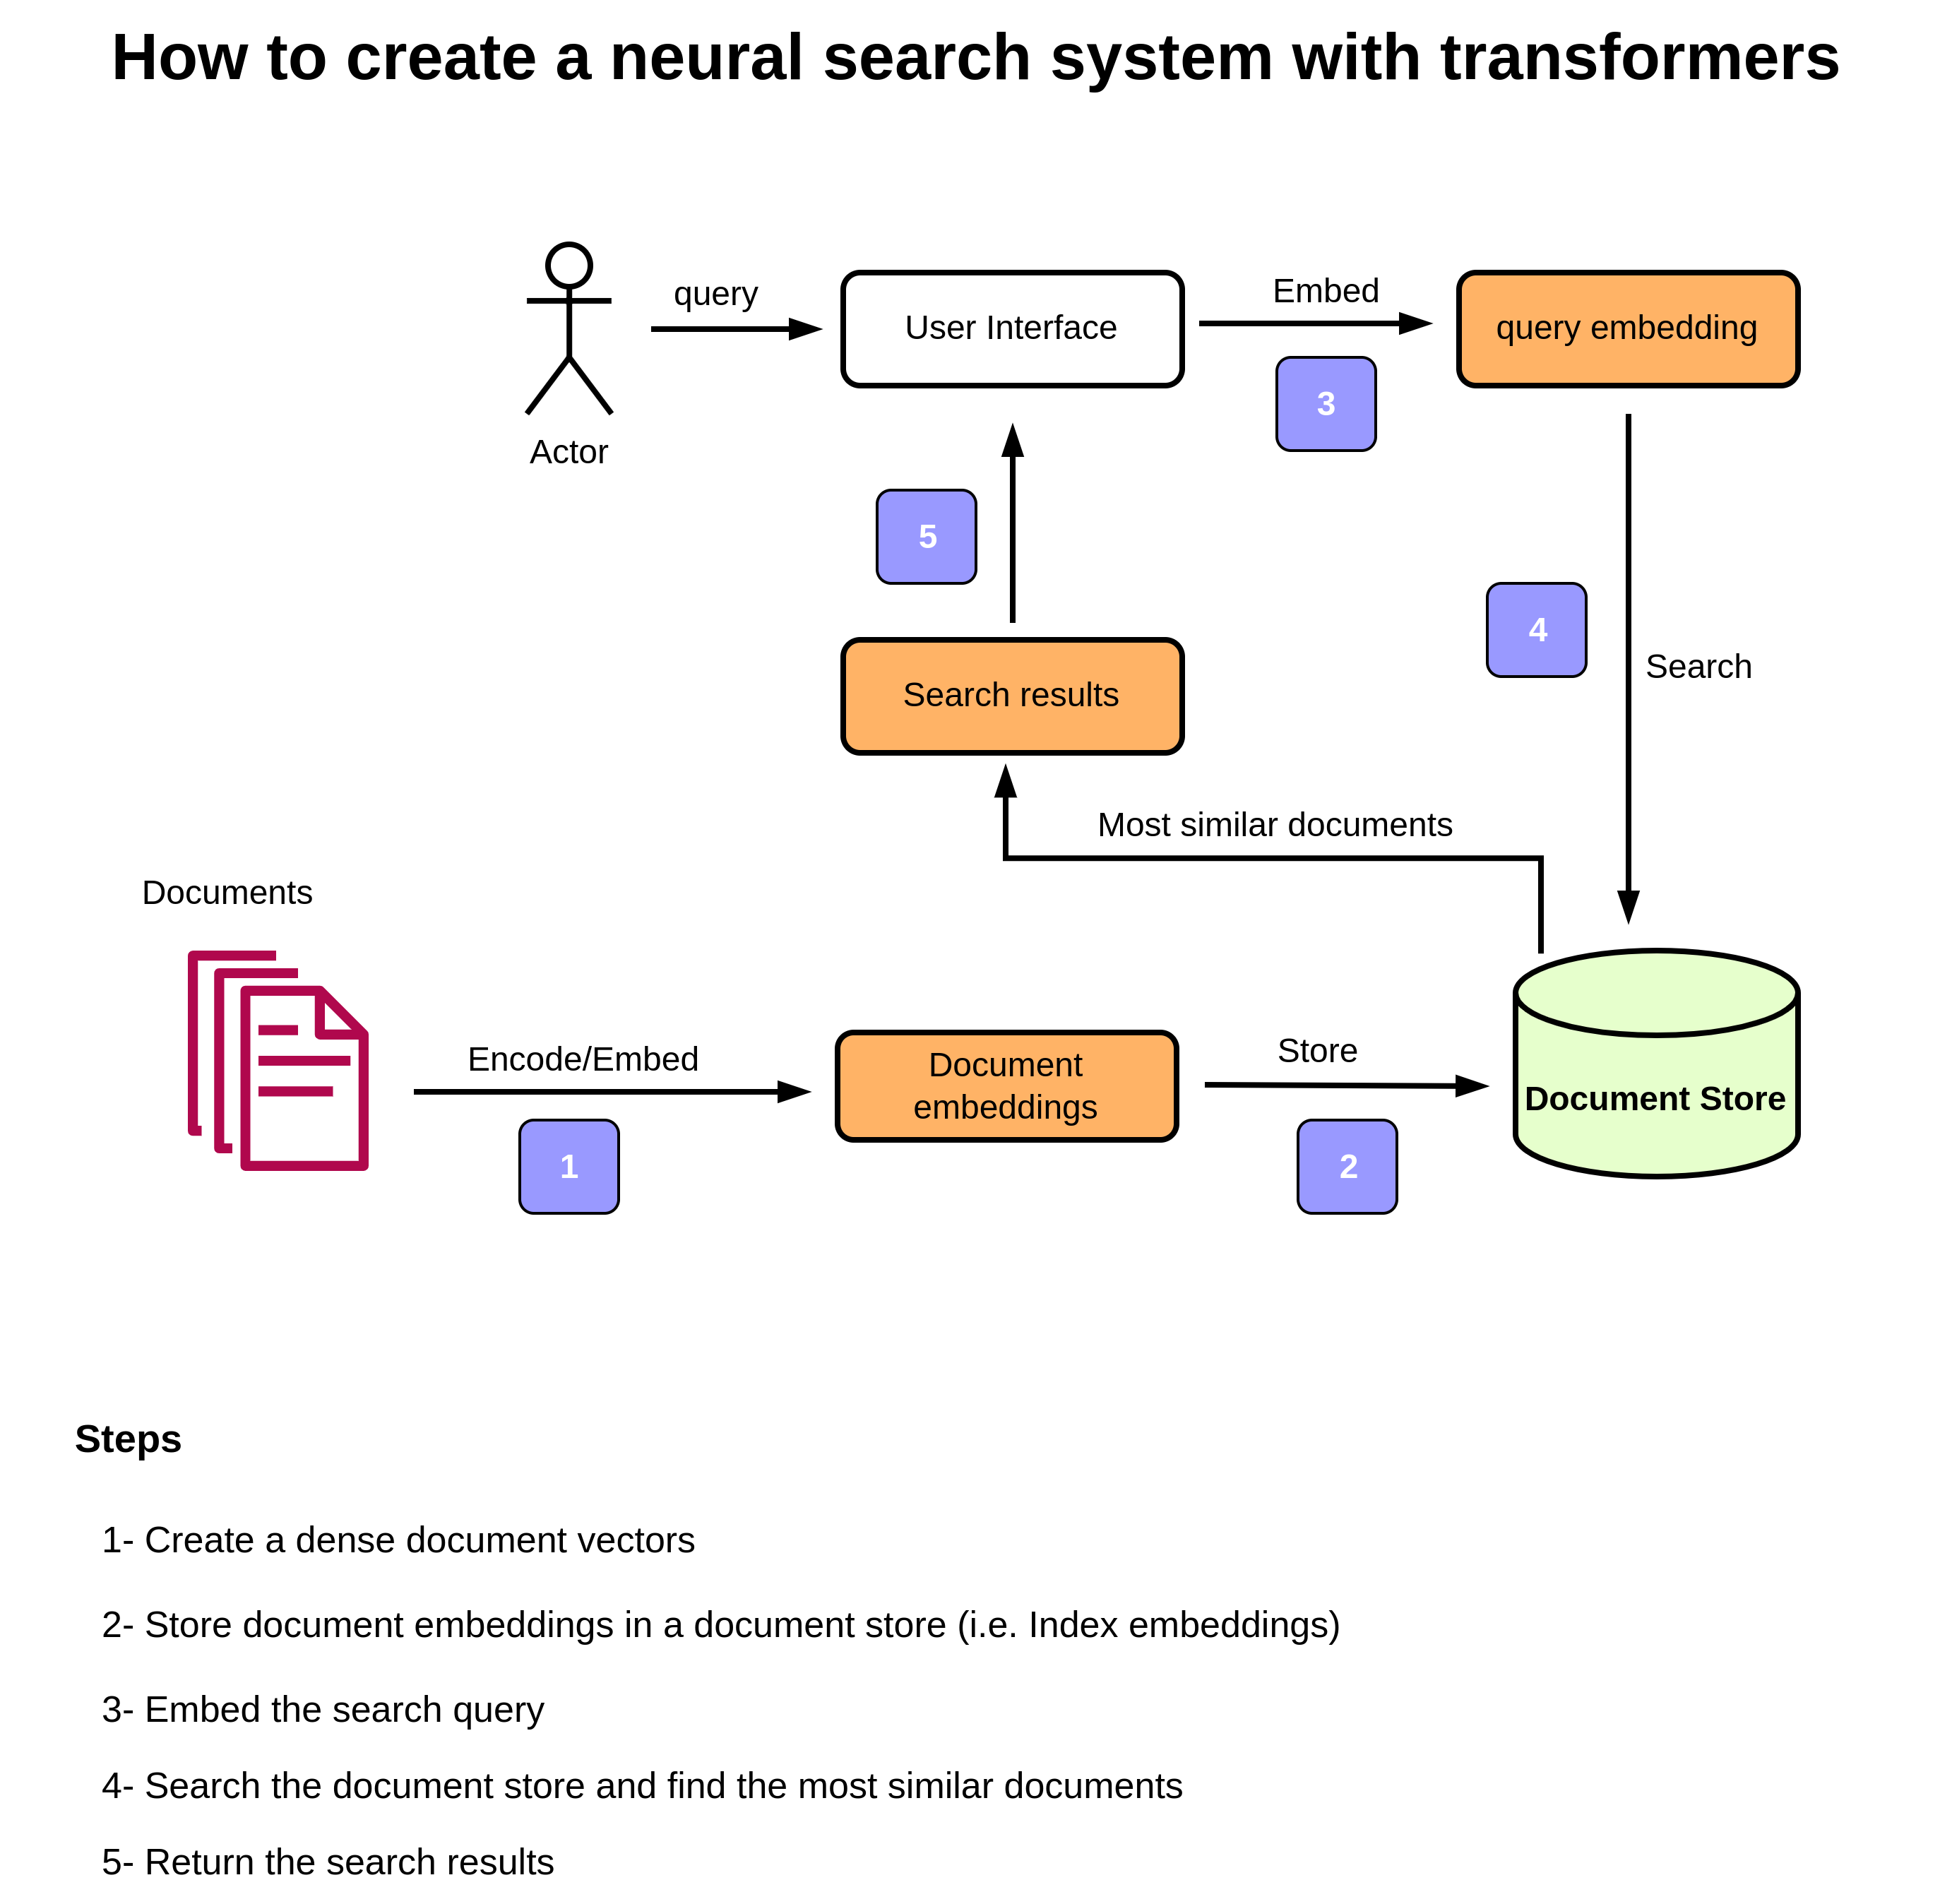 How to create a neural search system with transformers
query
User Interface
Embed
query embedding
3
Actor
5
4
Search
Search results
Most similar documents
Documents
Encode/Embed
Document
embeddings
Store
Document Store
1
2
Steps
1- Create a dense document vectors
2- Store document embeddings in a document store (i.e. Index embeddings)
3- Embed the search query
4- Search the document store and find the most similar documents
5- Return the search results